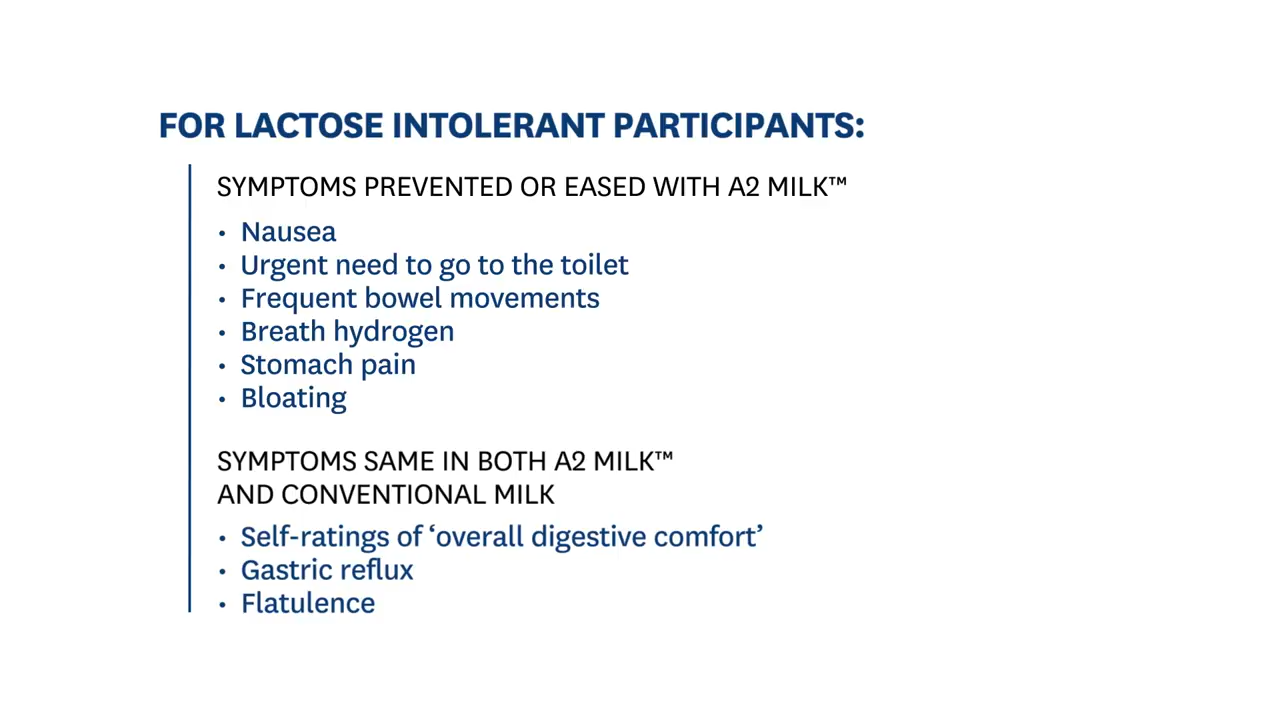 FOR LACTOSE INTOLERANT PARTICIPANTS:
SYMPTOMS PREVENTED OR EASED WITH A2 MILK™
• Nausea
• Urgent need to go to the toilet
• Frequent bowel movements
• Breath hydrogen
• Stomach pain
• Bloating
SYMPTOMS SAME IN BOTH A2 MILK™
AND CONVENTIONAL MILK
• Self-ratings of ‘overall digestive comfort’
• Gastric reflux
• Flatulence